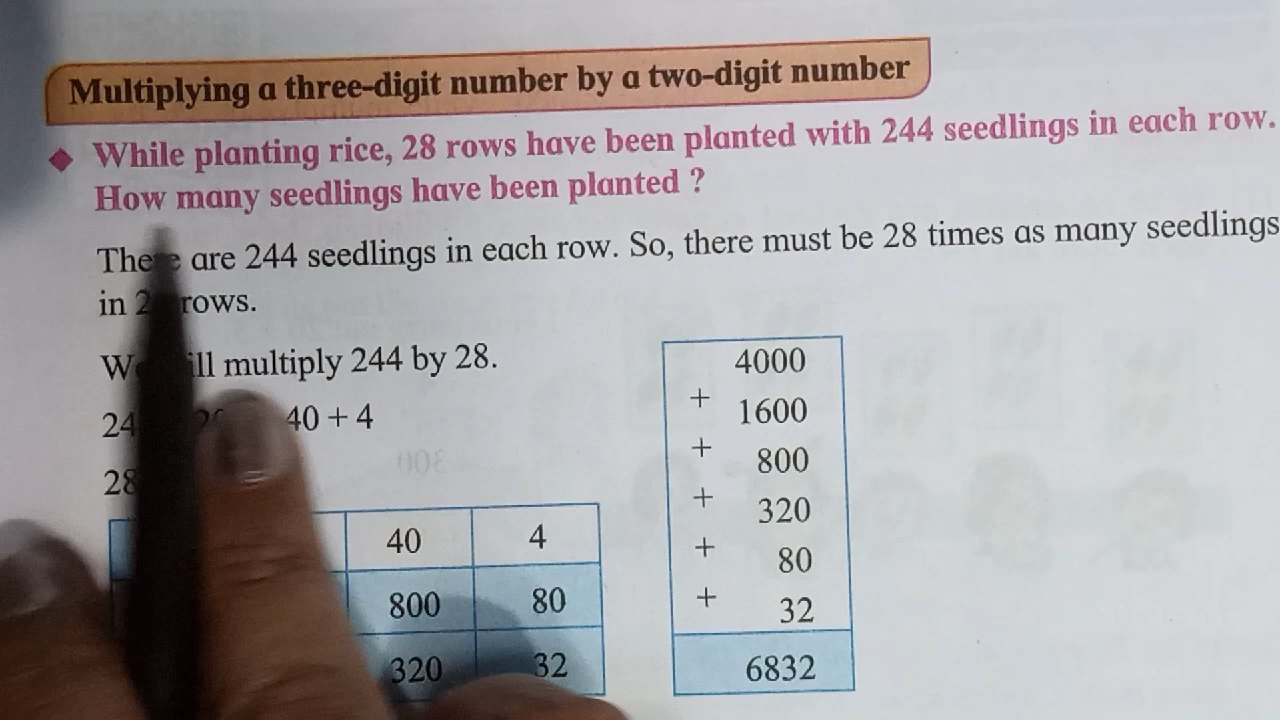 Multiplying a three-digit number by a two-digit number
While planting rice, 28 rows have been planted with 244 seedlings in each row.
How many seedlings have been planted ?
are 244 seedlings in each row. So, there must be 28 times as many seedlings
in rows.
multiply 244 by 28.
40 + 4
28
40 4
800 80
320 32
4000
+ 1600
+ 800
+ 320
+ 80
+ 32
6832